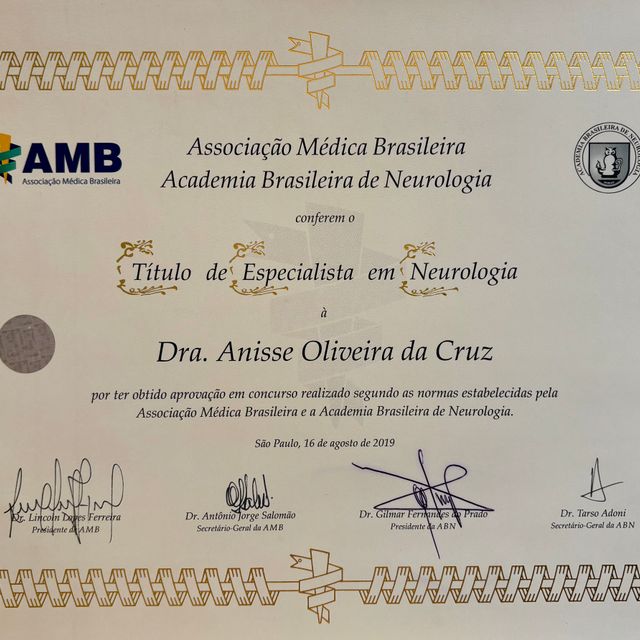 AMB
Associação Médica Brasileira
Associação Médica Brasileira
Academia Brasileira de Neurologia
ACADEMIA BRASILEIRA DE NEUROLOGIA
conferem o
Título de Especialista em Neurologia
à
Dra. Anisse Oliveira da Cruz
por ter obtido aprovação em concurso realizado segundo as normas estabelecidas pela
Associação Médica Brasileira e a Academia Brasileira de Neurologia.
São Paulo, 16 de agosto de 2019
Dr. Lincoln Lopes Ferreira
Presidente da AMB
Dr. Antônio Jorge Salomão
Secretário-Geral da AMB
Dr. Gilmar Fernandes do Prado
Presidente da ABN
Dr. Tarso Adoni
Secretário-Geral da ABN